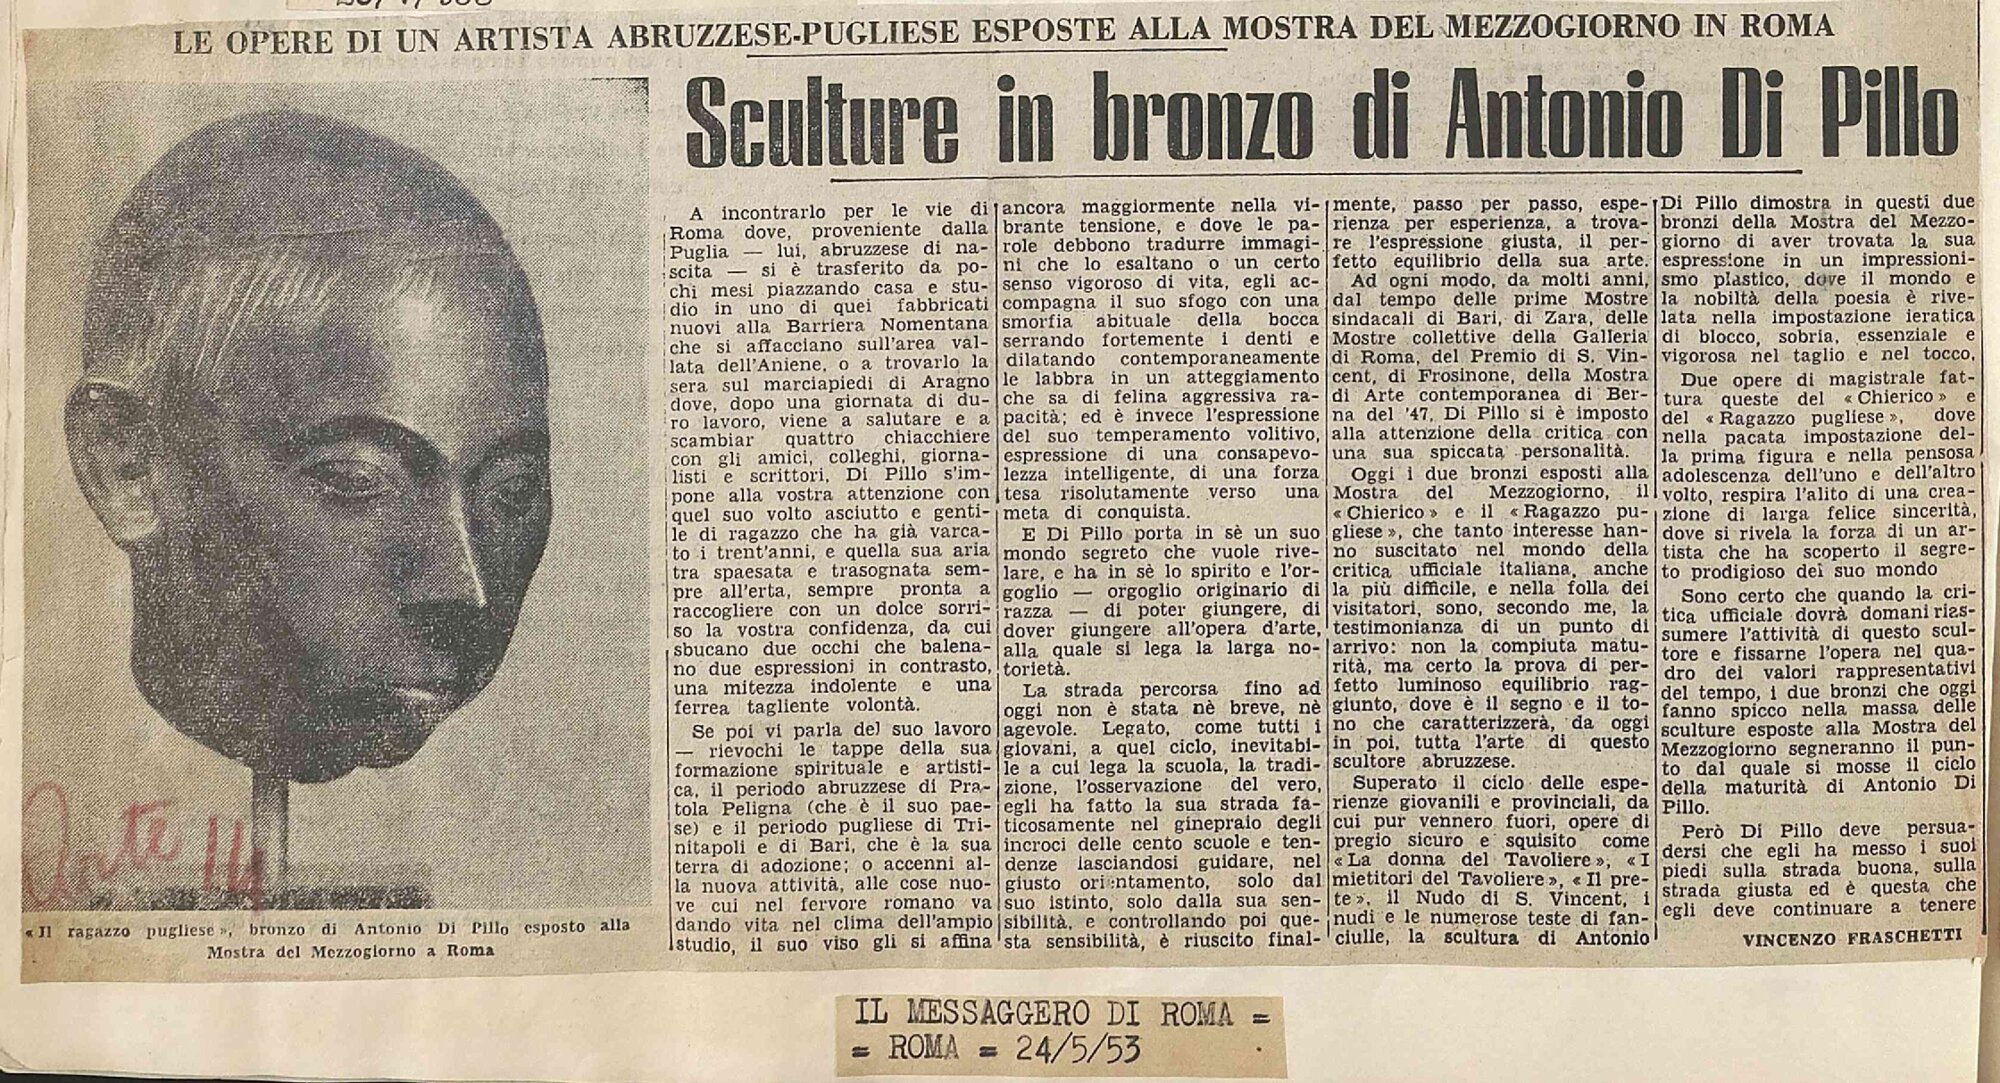 LE OPERE DI UN ARTISTA ABRUZZESE-PUGLIESE ESPOSTE ALLA MOSTRA DEL MEZZOGIORNO IN ROMA
Sculture in bronzo di Antonio Di Pillo
Arte 14
«Il ragazzo pugliese», bronzo di Antonio Di Pillo esposto alla
Mostra del Mezzogiorno a Roma
A incontrarlo per le vie di
Roma dove, proveniente dalla
Puglia — lui, abruzzese di na-
scita — si è trasferito da po-
chi mesi piazzando casa e stu-
dio in uno di quei fabbricati
nuovi alla Barriera Nomentana
che si affacciano sull'area val-
lata dell'Aniene, o a trovarlo la
sera sul marciapiedi di Aragno
dove, dopo una giornata di du-
ro lavoro, viene a salutare e a
scambiar quattro chiacchiere
con gli amici, colleghi, giorna-
listi e scrittori, Di Pillo s'im-
pone alla vostra attenzione con
quel suo volto asciutto e genti-
le di ragazzo che ha già varca-
to i trent'anni, e quella sua aria
tra spaesata e trasognata sem-
pre all'erta, sempre pronta a
raccogliere con un dolce sorri-
so la vostra confidenza, da cui
sbucano due occhi che balena-
no due espressioni in contrasto,
una mitezza indolente e una
ferrea tagliente volontà.
Se poi vi parla del suo lavoro
— rievochi le tappe della sua
formazione spirituale e artisti-
ca, il periodo abruzzese di Pra-
tola Peligna (che è il suo pae-
se) e il periodo pugliese di Tri-
nitapoli e di Bari, che è la sua
terra di adozione; o accenni al-
la nuova attività, alle cose nuo-
ve cui nel fervore romano va
dando vita nel clima dell'ampio
studio, il suo viso gli si affina
ancora maggiormente nella vi-
brante tensione, e dove le pa-
role debbono tradurre immagi-
ni che lo esaltano o un certo
senso vigoroso di vita, egli ac-
compagna il suo sfogo con una
smorfia abituale della bocca
serrando fortemente i denti e
dilatando contemporaneamente
le labbra in un atteggiamento
che sa di felina aggressiva ra-
pacità; ed è invece l'espressione
del suo temperamento volitivo,
espressione di una consapevo-
lezza intelligente, di una forza
tesa risolutamente verso una
meta di conquista.
E Di Pillo porta in sè un suo
mondo segreto che vuole rive-
lare, e ha in sè lo spirito e l'or-
goglio — orgoglio originario di
razza — di poter giungere, di
dover giungere all'opera d'arte,
alla quale si lega la larga no-
torietà.
La strada percorsa fino ad
oggi non è stata nè breve, nè
agevole. Legato, come tutti i
giovani, a quel ciclo, inevitabi-
le a cui lega la scuola, la tradi-
zione, l'osservazione del vero,
egli ha fatto la sua strada fa-
ticosamente nel ginepraio degli
incroci delle cento scuole e ten-
denze lasciandosi guidare, nel
giusto orientamento, solo dal
suo istinto, solo dalla sua sen-
sibilità, e controllando poi que-
sta sensibilità, è riuscito final-
mente, passo per passo, espe-
rienza per esperienza, a trova-
re l'espressione giusta, il per-
fetto equilibrio della sua arte.
Ad ogni modo, da molti anni,
dal tempo delle prime Mostre
sindacali di Bari, di Zara, delle
Mostre collettive della Galleria
di Roma, del Premio di S. Vin-
cent, di Frosinone, della Mostra
di Arte contemporanea di Ber-
na del '47, Di Pillo si è imposto
alla attenzione della critica con
una sua spiccata personalità.
Oggi i due bronzi esposti alla
Mostra del Mezzogiorno, il
«Chierico» e il «Ragazzo pu-
gliese», che tanto interesse han-
no suscitato nel mondo della
critica ufficiale italiana, anche
la più difficile, e nella folla dei
visitatori, sono, secondo me, la
testimonianza di un punto di
arrivo: non la compiuta matu-
rità, ma certo la prova di per-
fetto luminoso equilibrio rag-
giunto, dove è il segno e il to-
no che caratterizzerà, da oggi
in poi, tutta l'arte di questo
scultore abruzzese.
Superato il ciclo delle espe-
rienze giovanili e provinciali, da
cui pur vennero fuori, opere di
pregio sicuro e squisito come
«La donna del Tavoliere», «I
mietitori del Tavoliere», «Il pre-
te», il Nudo di S. Vincent, i
nudi e le numerose teste di fan-
ciulle, la scultura di Antonio
Di Pillo dimostra in questi due
bronzi della Mostra del Mezzo-
giorno di aver trovata la sua
espressione in un impressioni-
smo plastico, dove il mondo e
la nobiltà della poesia è rive-
lata nella impostazione ieratica
di blocco, sobria, essenziale e
vigorosa nel taglio e nel tocco.
Due opere di magistrale fat-
tura queste del «Chierico» e
del «Ragazzo pugliese», dove
nella pacata impostazione del-
la prima figura e nella pensosa
adolescenza dell'uno e dell'altro
volto, respira l'alito di una crea-
zione di larga felice sincerità,
dove si rivela la forza di un ar-
tista che ha scoperto il segre-
to prodigioso del suo mondo
Sono certo che quando la cri-
tica ufficiale dovrà domani rias-
sumere l'attività di questo scul-
tore e fissarne l'opera nel qua-
dro dei valori rappresentativi
del tempo, i due bronzi che oggi
fanno spicco nella massa delle
sculture esposte alla Mostra del
Mezzogiorno segneranno il pun-
to dal quale si mosse il ciclo
della maturità di Antonio Di
Pillo.
Però Di Pillo deve persua-
dersi che egli ha messo i suoi
piedi sulla strada buona, sulla
strada giusta ed è questa che
egli deve continuare a tenere
VINCENZO FRASCHETTI
IL MESSAGGERO DI ROMA =
= ROMA = 24/5/53